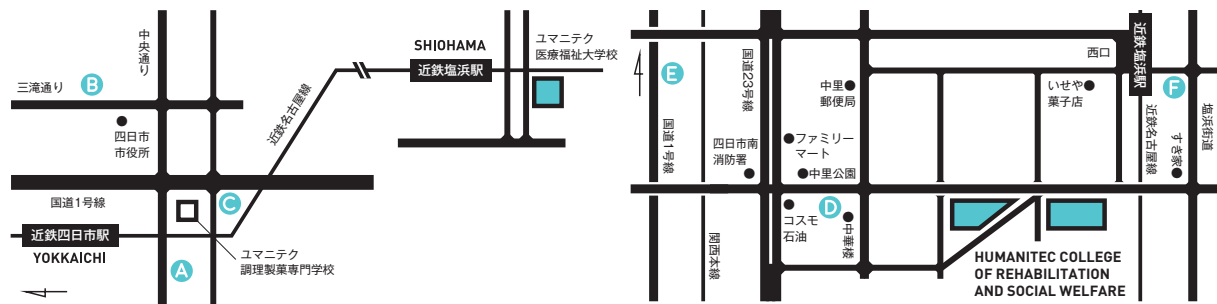 中央通り
三滝通り
B
四日市
市役所
国道1号線
C
近鉄四日市駅
YOKKAICHI
A
ユマニテク
調理製菓専門学校
近鉄名古屋線
SHIOHAMA
近鉄塩浜駅
ユマニテク
医療福祉大学校
E
国道1号線
関西本線
国道23号線
四日市南
消防署
中里
郵便局
ファミリー
マート
中里公園
コスモ
石油
D
中華楼
西口
いせや
菓子店
近鉄塩浜駅
近鉄名古屋線
F
すき家
塩浜街道
HUMANITEC COLLEGE
OF REHABILITATION
AND SOCIAL WELFARE